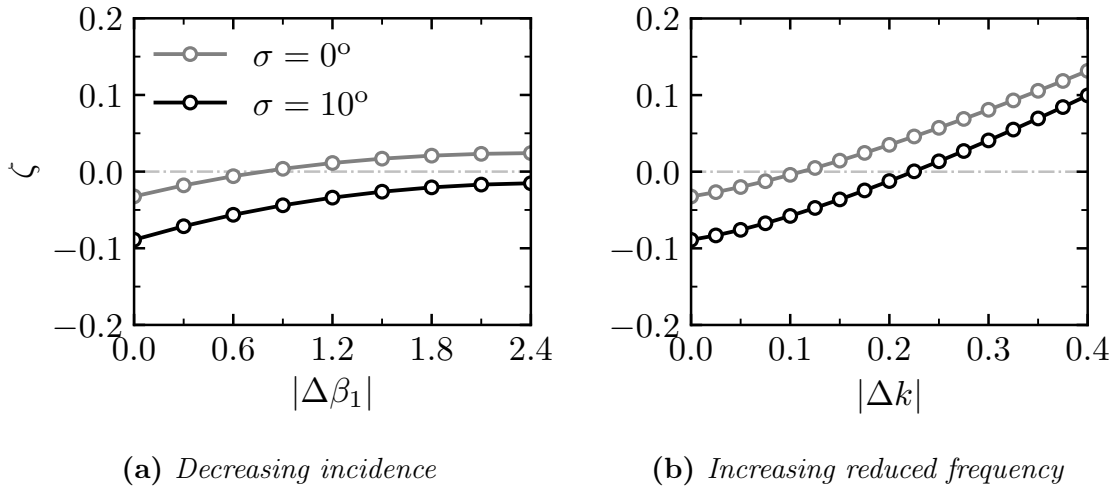 0.2
0.1
0.0
−0.1
−0.2
ζ
σ = 0º
σ = 10º
0.0 0.6 1.2 1.8 2.4
|Δβ₁|
(a) Decreasing incidence
0.2
0.1
0.0
−0.1
−0.2
0.0 0.1 0.2 0.3 0.4
|Δk|
(b) Increasing reduced frequency